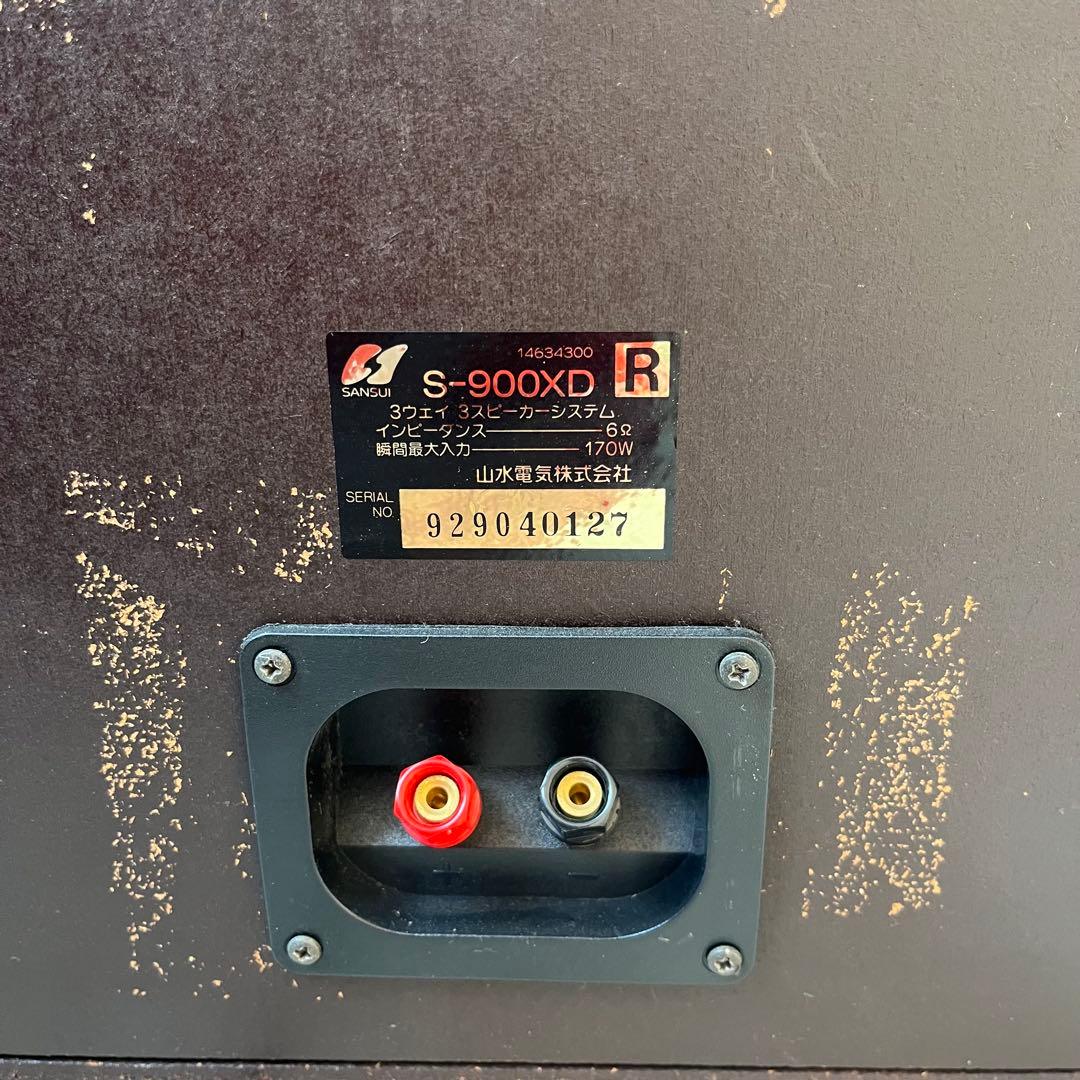 14634300
R
SANSUI
S-900XD
3ウェイ 3スピーカーシステム
インピーダンス 6Ω
瞬間最大入力 170W
山水電気株式会社
SERIAL NO. 929040127
+ −